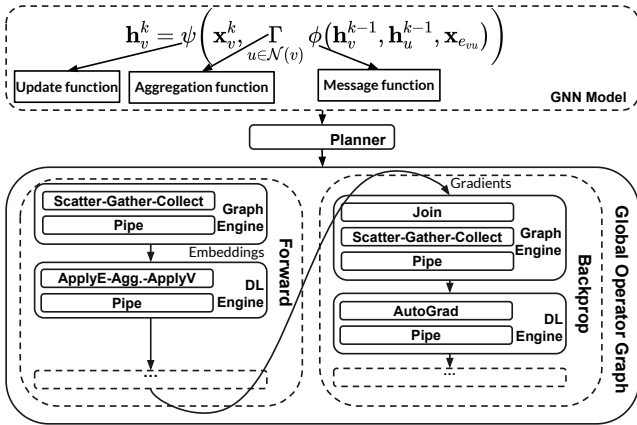 h_v^k = ψ(x_v^k, Γ_{u∈N(v)} ϕ(h_v^{k−1}, h_u^{k−1}, x_{e_{vu}}))
Update function
Aggregation function
Message function
GNN Model
Planner
Global Operator Graph
Forward
Scatter-Gather-Collect
Pipe
Graph
Engine
Embeddings
ApplyE-Agg.-ApplyV
Pipe
DL
Engine
...
Backprop
Gradients
Join
Scatter-Gather-Collect
Pipe
Graph
Engine
AutoGrad
Pipe
DL
Engine
...